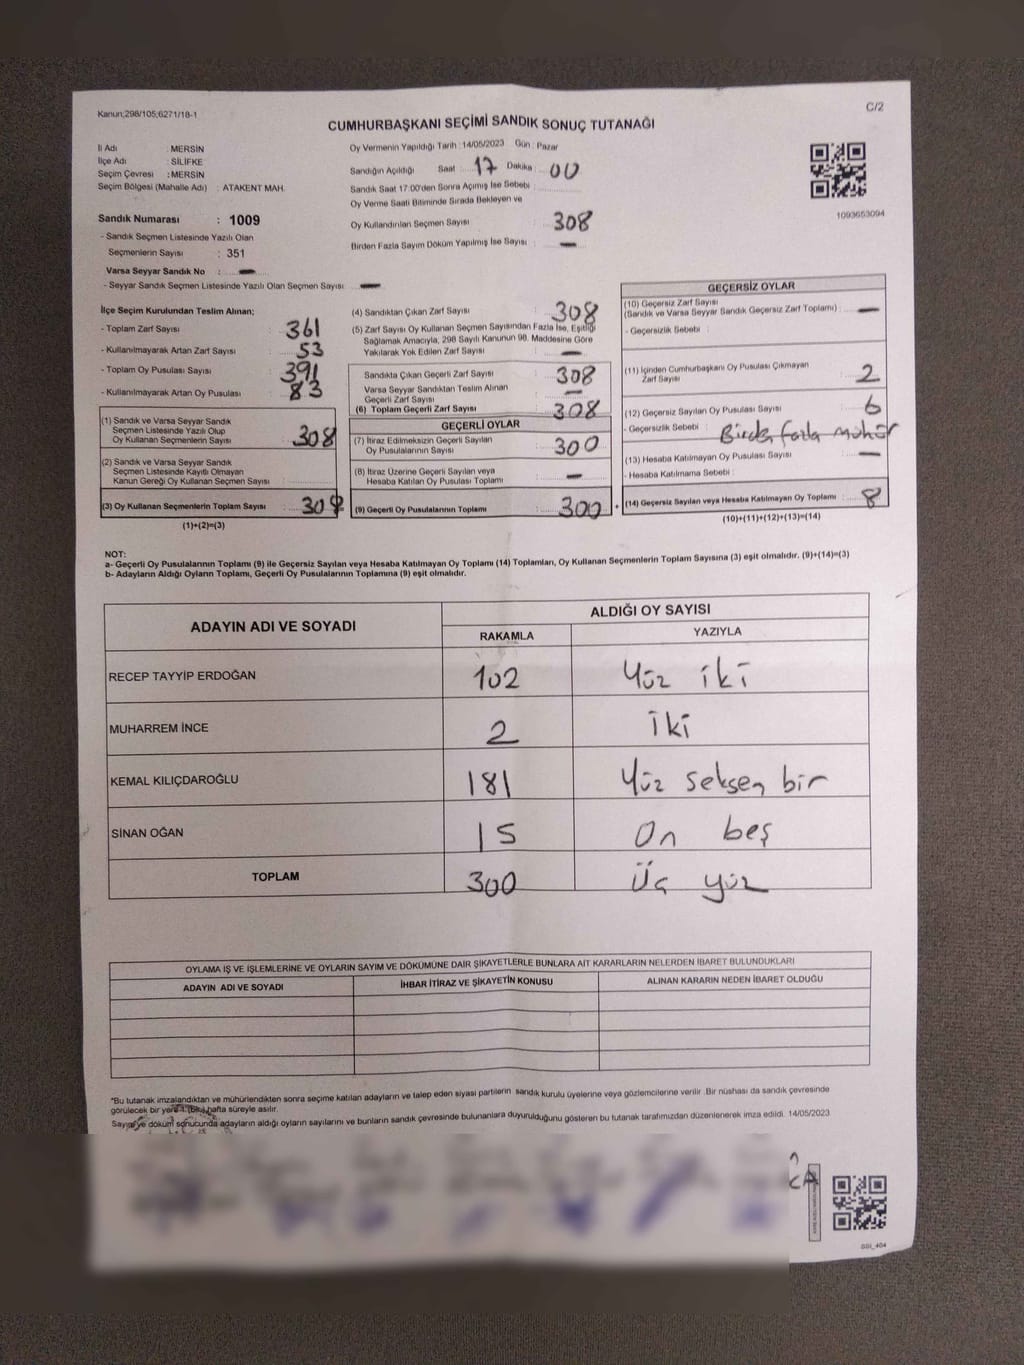 Kanun;298/105;6271/18-1
C/2
CUMHURBAŞKANI SEÇİMİ SANDIK SONUÇ TUTANAĞI
İl Adı : MERSİN
İlçe Adı : SİLİFKE
Seçim Çevresi : MERSİN
Seçim Bölgesi (Mahalle Adı) : ATAKENT MAH.
Sandık Numarası : 1009
- Sandık Seçmen Listesinde Yazılı Olan
Seçmenlerin Sayısı : 351
Varsa Seyyar Sandık No : -
- Seyyar Sandık Seçmen Listesinde Yazılı Olan Seçmen Sayısı : -
Oy Vermenin Yapıldığı Tarih : 14/05/2023 Gün : Pazar
Sandığın Açıldığı Saat : 17 Dakika : 00
Sandık Saat 17.00'den Sonra Açımış İse Sebebi :
Oy Verme Saati Bitiminde Sırada Bekleyen ve
Oy Kullandırılan Seçmen Sayısı : 308
Birden Fazla Sayım Döküm Yapılmış İse Sayısı : -
1093653094
İlçe Seçim Kurulundan Teslim Alınan;
- Toplam Zarf Sayısı : 361
- Kullanılmayarak Artan Zarf Sayısı : 53
- Toplam Oy Pusulası Sayısı : 391
- Kullanılmayarak Artan Oy Pusulası : 83
(1) Sandık ve Varsa Seyyar Sandık
Seçmen Listesinde Yazılı Olup
Oy Kullanan Seçmenlerin Sayısı : 308
(2) Sandık ve Varsa Seyyar Sandık
Seçmen Listesinde Kayıtlı Olmayan
Kanun Gereği Oy Kullanan Seçmen Sayısı :
(3) Oy Kullanan Seçmenlerin Toplam Sayısı : 308
(1)+(2)=(3)
(4) Sandıktan Çıkan Zarf Sayısı : 308
(5) Zarf Sayısı Oy Kullanan Seçmen Sayısından Fazla İse, Eşitliği
Sağlamak Amacıyla, 298 Sayılı Kanunun 98. Maddesine Göre
Yakılarak Yok Edilen Zarf Sayısı : -
Sandıkta Çıkan Geçerli Zarf Sayısı : 308
Varsa Seyyar Sandıktan Teslim Alınan
Geçerli Zarf Sayısı : -
(6) Toplam Geçerli Zarf Sayısı : 308
GEÇERLİ OYLAR
(7) İtiraz Edilmeksizin Geçerli Sayılan
Oy Pusulalarının Sayısı : 300
(8) İtiraz Üzerine Geçerli Sayılan veya
Hesaba Katılan Oy Pusulası Toplamı : -
(9) Geçerli Oy Pusulalarının Toplamı : 300 +
GEÇERSİZ OYLAR
(10) Geçersiz Zarf Sayısı
(Sandık ve Varsa Seyyar Sandık Geçersiz Zarf Toplamı) : -
- Geçersizlik Sebebi :
(11) İçinden Cumhurbaşkanı Oy Pusulası Çıkmayan
Zarf Sayısı : 2
(12) Geçersiz Sayılan Oy Pusulası Sayısı : 6
- Geçersizlik Sebebi : Birden fazla mühür
(13) Hesaba Katılmayan Oy Pusulası Sayısı : -
- Hesaba Katılmama Sebebi :
(14) Geçersiz Sayılan veya Hesaba Katılmayan Oy Toplamı : 8
(10)+(11)+(12)+(13)=(14)
NOT:
a- Geçerli Oy Pusulalarının Toplamı (9) ile Geçersiz Sayılan veya Hesaba Katılmayan Oy Toplamı (14) Toplamları, Oy Kullanan Seçmenlerin Toplam Sayısına (3) eşit olmalıdır. (9)+(14)=(3)
b- Adayların Aldığı Oyların Toplamı, Geçerli Oy Pusulalarının Toplamına (9) eşit olmalıdır.
ADAYIN ADI VE SOYADI
ALDIĞI OY SAYISI
RAKAMLA YAZIYLA
RECEP TAYYİP ERDOĞAN 102 Yüz iki
MUHARREM İNCE 2 İki
KEMAL KILIÇDAROĞLU 181 Yüz seksen bir
SİNAN OĞAN 15 On beş
TOPLAM 300 Üç yüz
OYLAMA İŞ VE İŞLEMLERİNE VE OYLARIN SAYIM VE DÖKÜMÜNE DAİR ŞİKAYETLERLE BUNLARA AİT KARARLARIN NELERDEN İBARET BULUNDUKLARI
ADAYIN ADI VE SOYADI İHBAR İTİRAZ VE ŞİKAYETİN KONUSU ALINAN KARARIN NEDEN İBARET OLDUĞU
*Bu tutanak imzalandıktan ve mühürlendikten sonra seçime katılan adayların ve talep eden siyasi partilerin sandık kurulu üyelerine veya gözlemcilerine verilir. Bir nüshası da sandık çevresinde
görülecek bir yere 1 (bir) hafta süreyle asılır.
Sayım ve döküm sonucunda adayların aldığı oyların sayılarını ve bunların sandık çevresinde bulunanlara duyurulduğunu gösteren bu tutanak tarafımızdan düzenlenerek imza edildi. 14/05/2023
SSİ_404